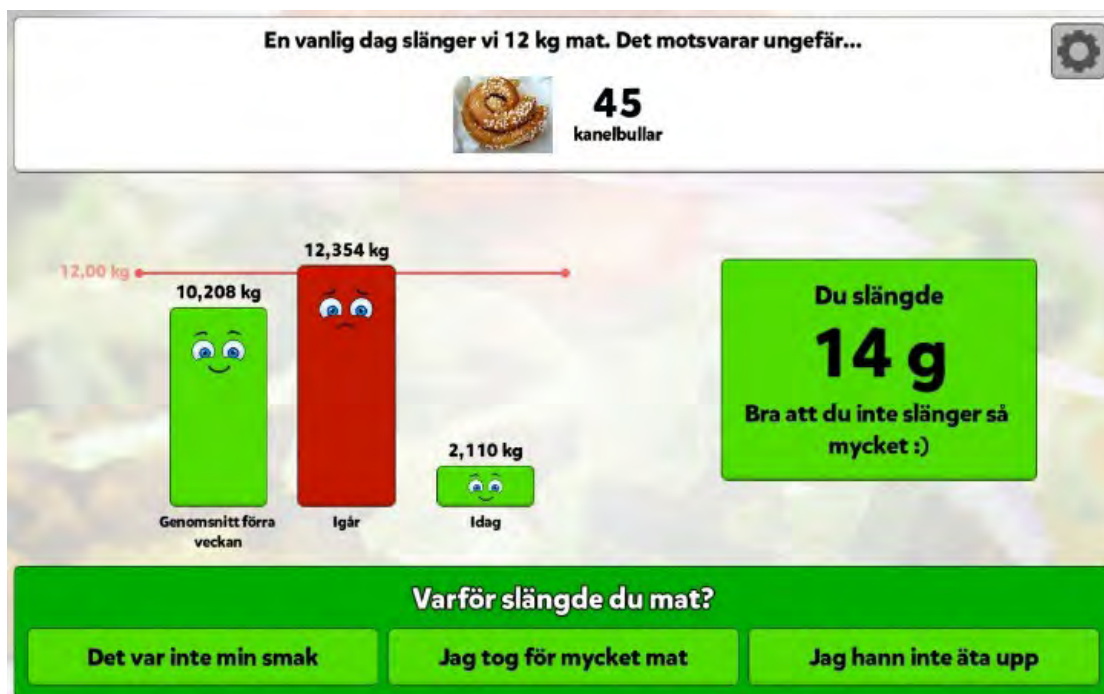 En vanlig dag slänger vi 12 kg mat. Det motsvarar ungefär...
45
kanelbullar
12,00 kg
10,208 kg
12,354 kg
2,110 kg
Genomsnitt förra
veckan
Igår
Idag
Du slängde
14 g
Bra att du inte slänger så
mycket :)
Varför slängde du mat?
Det var inte min smak
Jag tog för mycket mat
Jag hann inte äta upp